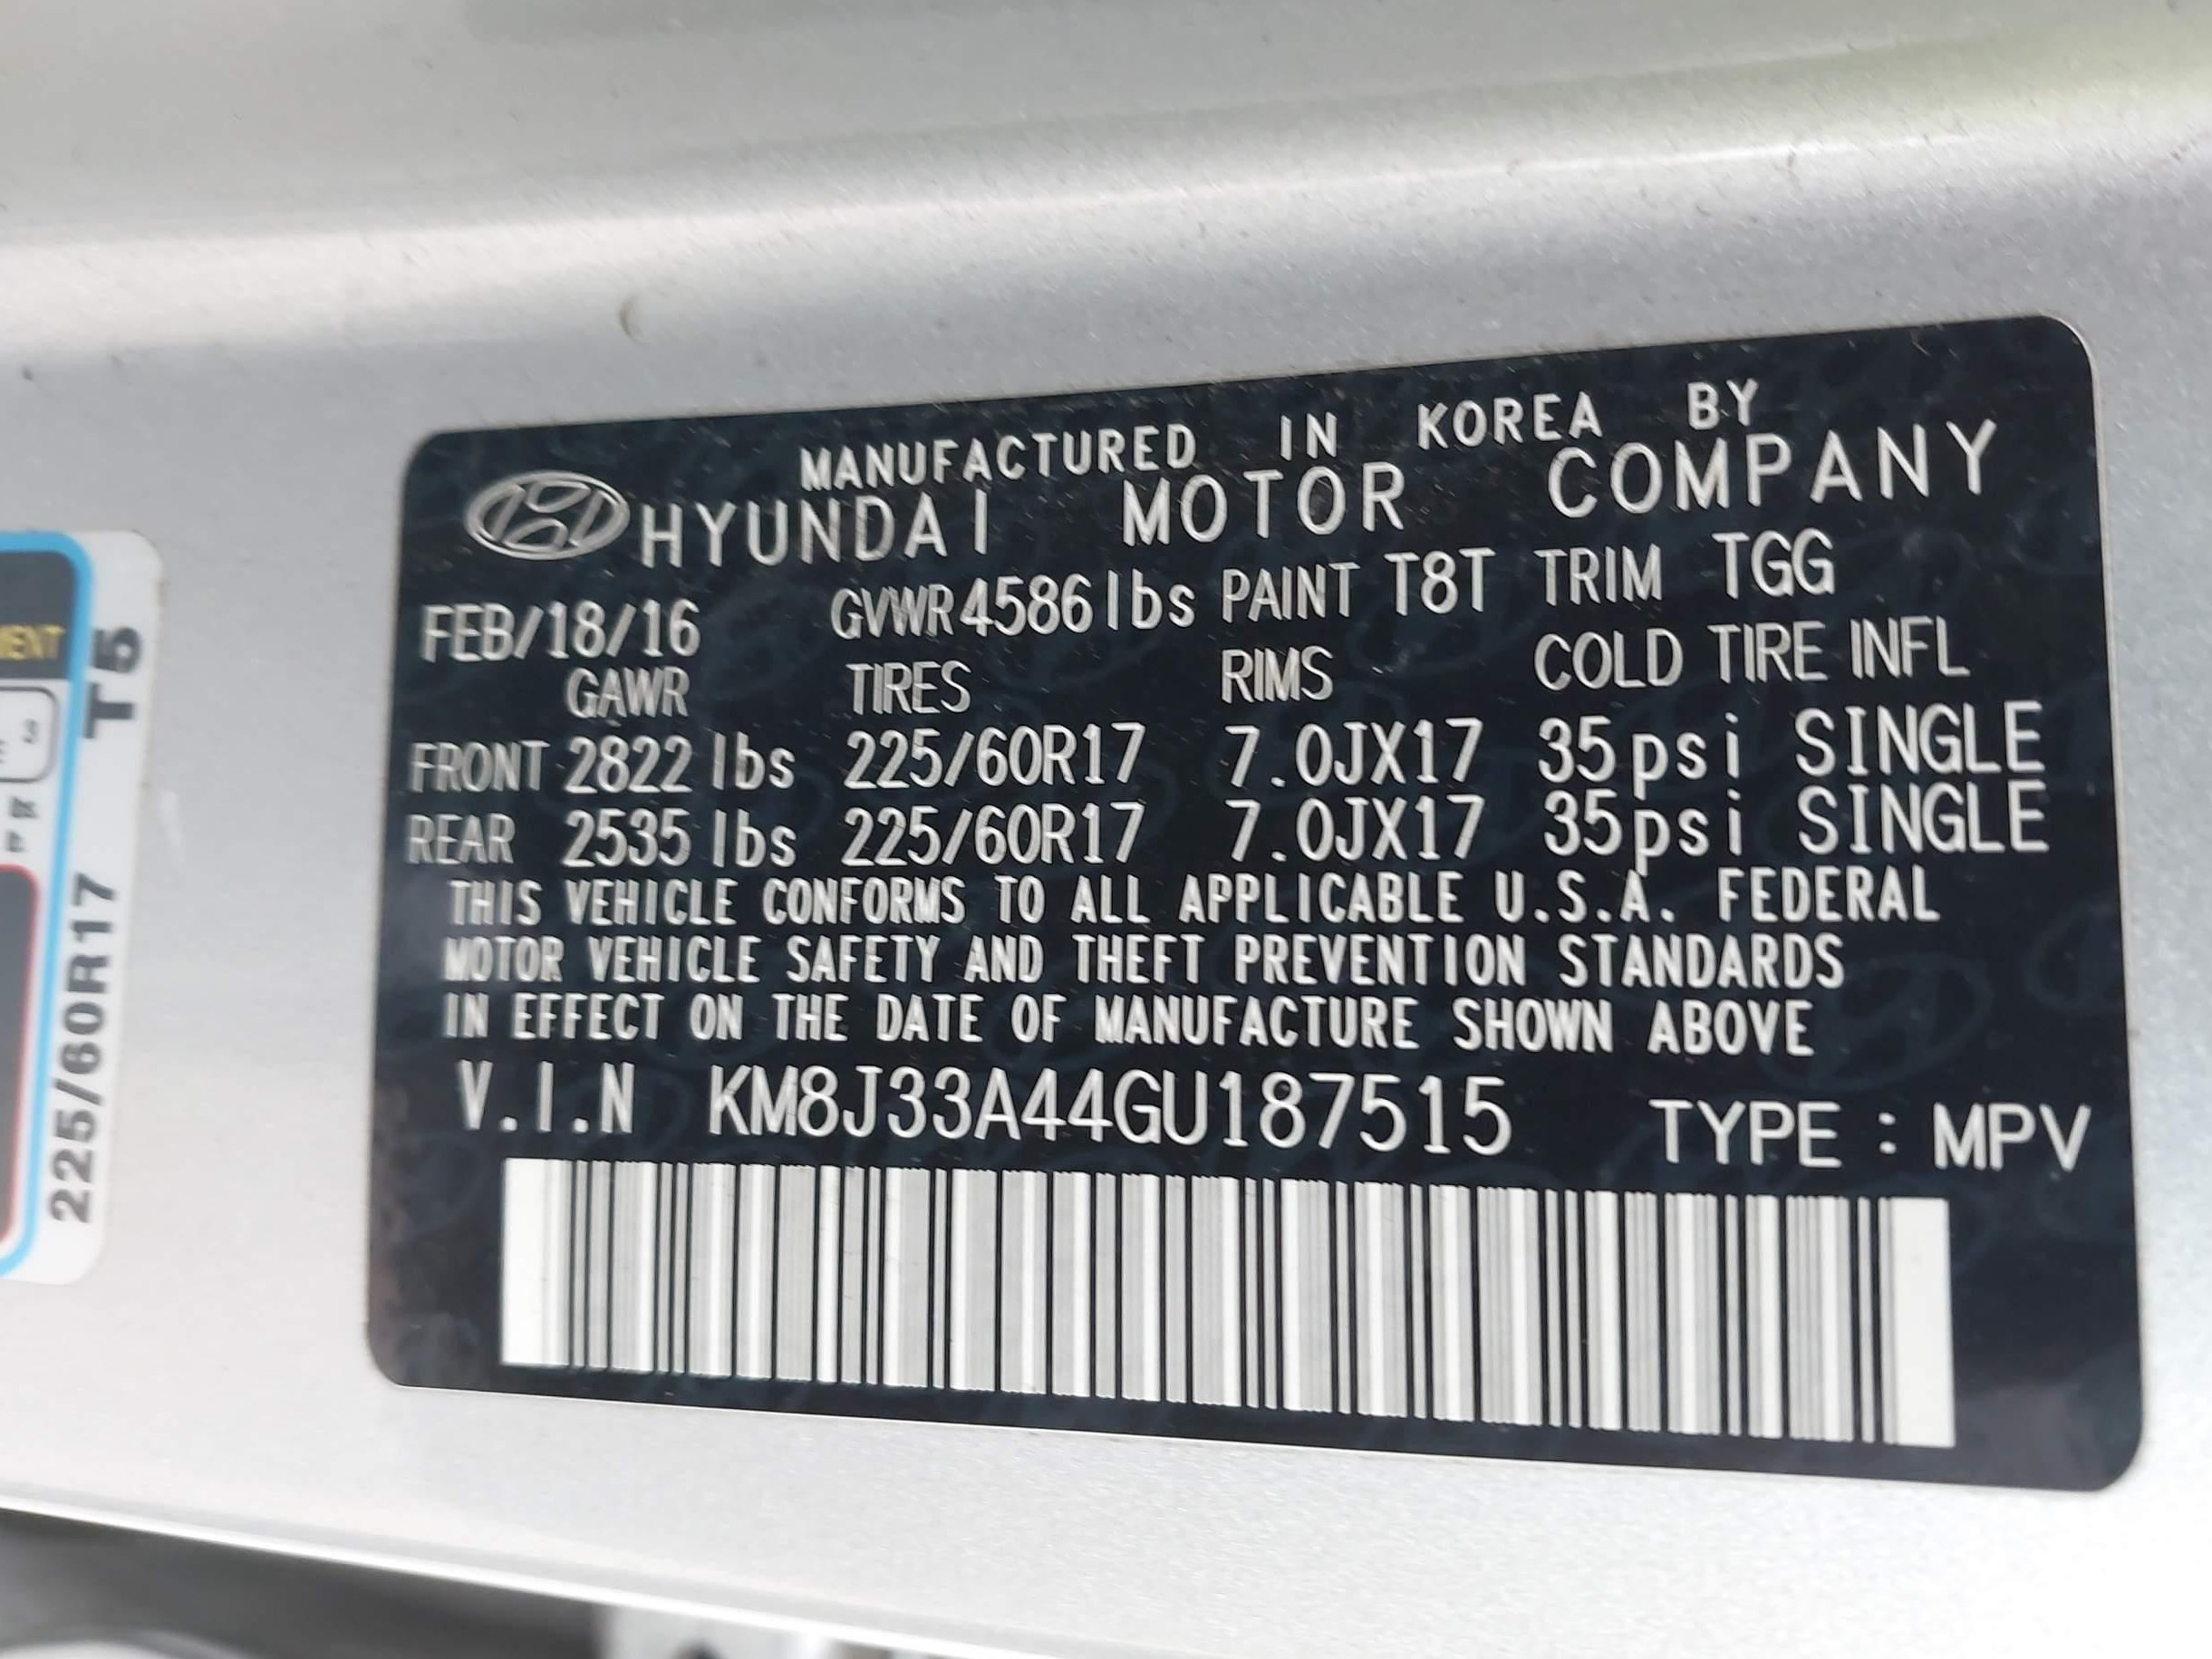 MANUFACTURED IN KOREA BY
HYUNDAI MOTOR COMPANY
FEB/18/16 GVWR4586lbs PAINT T8T TRIM TGG
GAWR TIRES RIMS COLD TIRE INFL
FRONT 2822 lbs 225/60R17 7.0JX17 35psi SINGLE
REAR 2535 lbs 225/60R17 7.0JX17 35psi SINGLE
THIS VEHICLE CONFORMS TO ALL APPLICABLE U.S.A. FEDERAL
MOTOR VEHICLE SAFETY AND THEFT PREVENTION STANDARDS
IN EFFECT ON THE DATE OF MANUFACTURE SHOWN ABOVE
V.I.N KM8J33A44GU187515 TYPE : MPV
225/60R17 T5
3